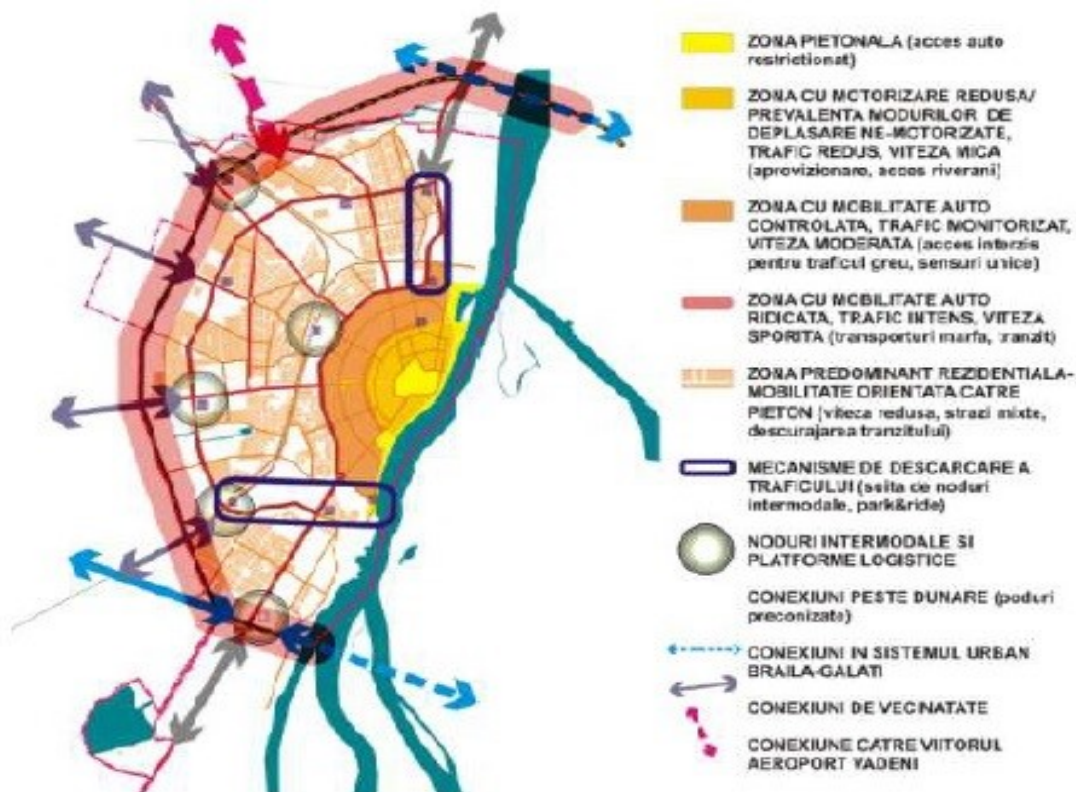 ZONA PIETONALA (acces auto
restrictionat)
ZONA CU MOTORIZARE REDUSA/
PREVALENTA MODURILOR DE
DEPLASARE NE-MOTORIZATE,
TRAFIC REDUS, VITEZA MICA
(aprovizionare, acces riverani)
ZONA CU MOBILITATE AUTO
CONTROLATA, TRAFIC MONITORIZAT,
VITEZA MODERATA (acces interzis
pentru traficul greu, sensuri unice)
ZONA CU MOBILITATE AUTO
RIDICATA, TRAFIC INTENS, VITEZA
SPORITA (transporturi marfa, tranzit)
ZONA PREDOMINANT REZIDENTIALA-
MOBILITATE ORIENTATA CATRE
PIETON (viteza redusa, strazi mixte,
descurajarea tranzitului)
MECANISME DE DESCARCARE A
TRAFICULUI (suita de noduri
intermodale, park&ride)
NODURI INTERMODALE SI
PLATFORME LOGISTICE
CONEXIUNI PESTE DUNARE (poduri
preconizate)
CONEXIUNI IN SISTEMUL URBAN
BRAILA-GALATI
CONEXIUNI DE VECINATATE
CONEXIUNE CATRE VIITORUL
AEROPORT VADENI